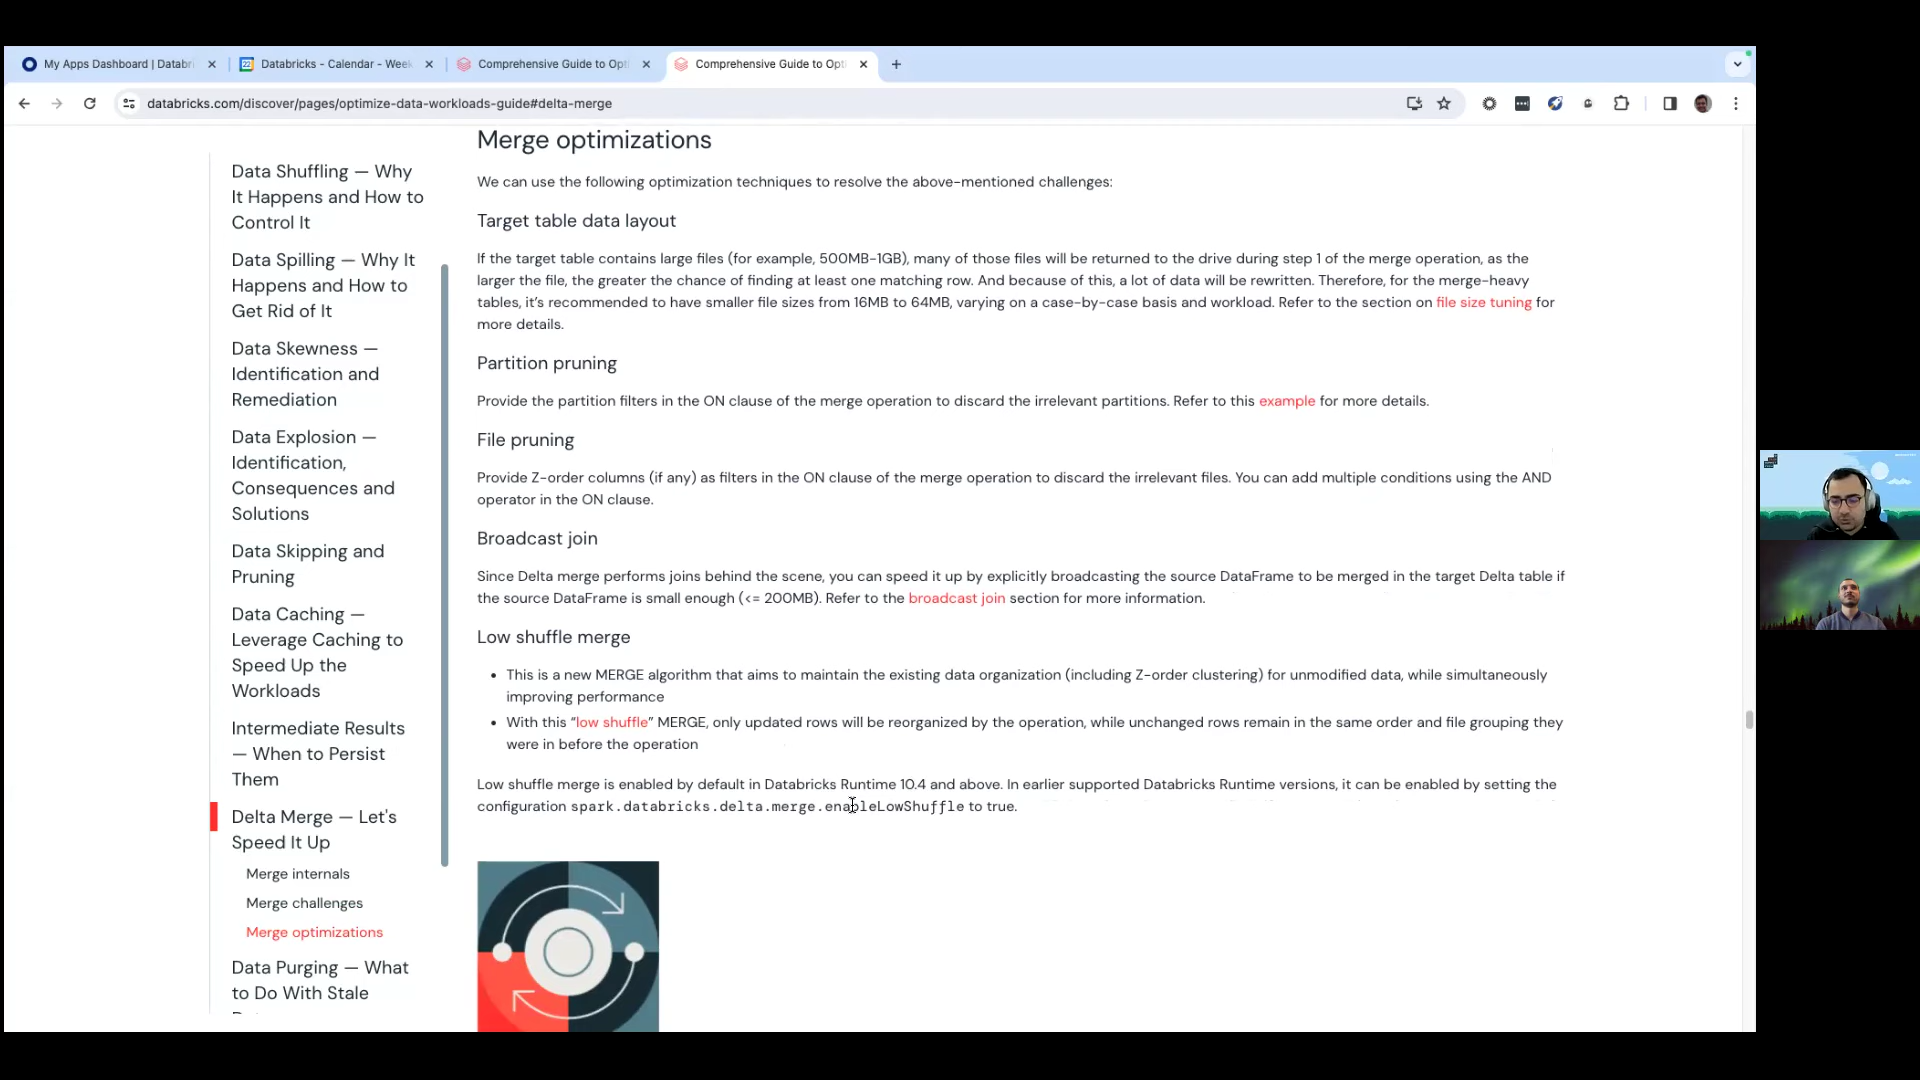 My Apps Dashboard | Databri
Databricks - Calendar - Week
Comprehensive Guide to Opti
Comprehensive Guide to Opti
databricks.com/discover/pages/optimize-data-workloads-guide#delta-merge
Data Shuffling — Why
It Happens and How to
Control It
Data Spilling — Why It
Happens and How to
Get Rid of It
Data Skewness —
Identification and
Remediation
Data Explosion —
Identification,
Consequences and
Solutions
Data Skipping and
Pruning
Data Caching —
Leverage Caching to
Speed Up the
Workloads
Intermediate Results
— When to Persist
Them
Delta Merge — Let's
Speed It Up
Merge internals
Merge challenges
Merge optimizations
Data Purging — What
to Do With Stale
Merge optimizations
We can use the following optimization techniques to resolve the above-mentioned challenges:
Target table data layout
If the target table contains large files (for example, 500MB-1GB), many of those files will be returned to the drive during step 1 of the merge operation, as the
larger the file, the greater the chance of finding at least one matching row. And because of this, a lot of data will be rewritten. Therefore, for the merge-heavy
tables, it’s recommended to have smaller file sizes from 16MB to 64MB, varying on a case-by-case basis and workload. Refer to the section on file size tuning for
more details.
Partition pruning
Provide the partition filters in the ON clause of the merge operation to discard the irrelevant partitions. Refer to this example for more details.
File pruning
Provide Z-order columns (if any) as filters in the ON clause of the merge operation to discard the irrelevant files. You can add multiple conditions using the AND
operator in the ON clause.
Broadcast join
Since Delta merge performs joins behind the scene, you can speed it up by explicitly broadcasting the source DataFrame to be merged in the target Delta table if
the source DataFrame is small enough (<= 200MB). Refer to the broadcast join section for more information.
Low shuffle merge
• This is a new MERGE algorithm that aims to maintain the existing data organization (including Z-order clustering) for unmodified data, while simultaneously
improving performance
• With this “low shuffle” MERGE, only updated rows will be reorganized by the operation, while unchanged rows remain in the same order and file grouping they
were in before the operation
Low shuffle merge is enabled by default in Databricks Runtime 10.4 and above. In earlier supported Databricks Runtime versions, it can be enabled by setting the
configuration spark.databricks.delta.merge.enableLowShuffle to true.